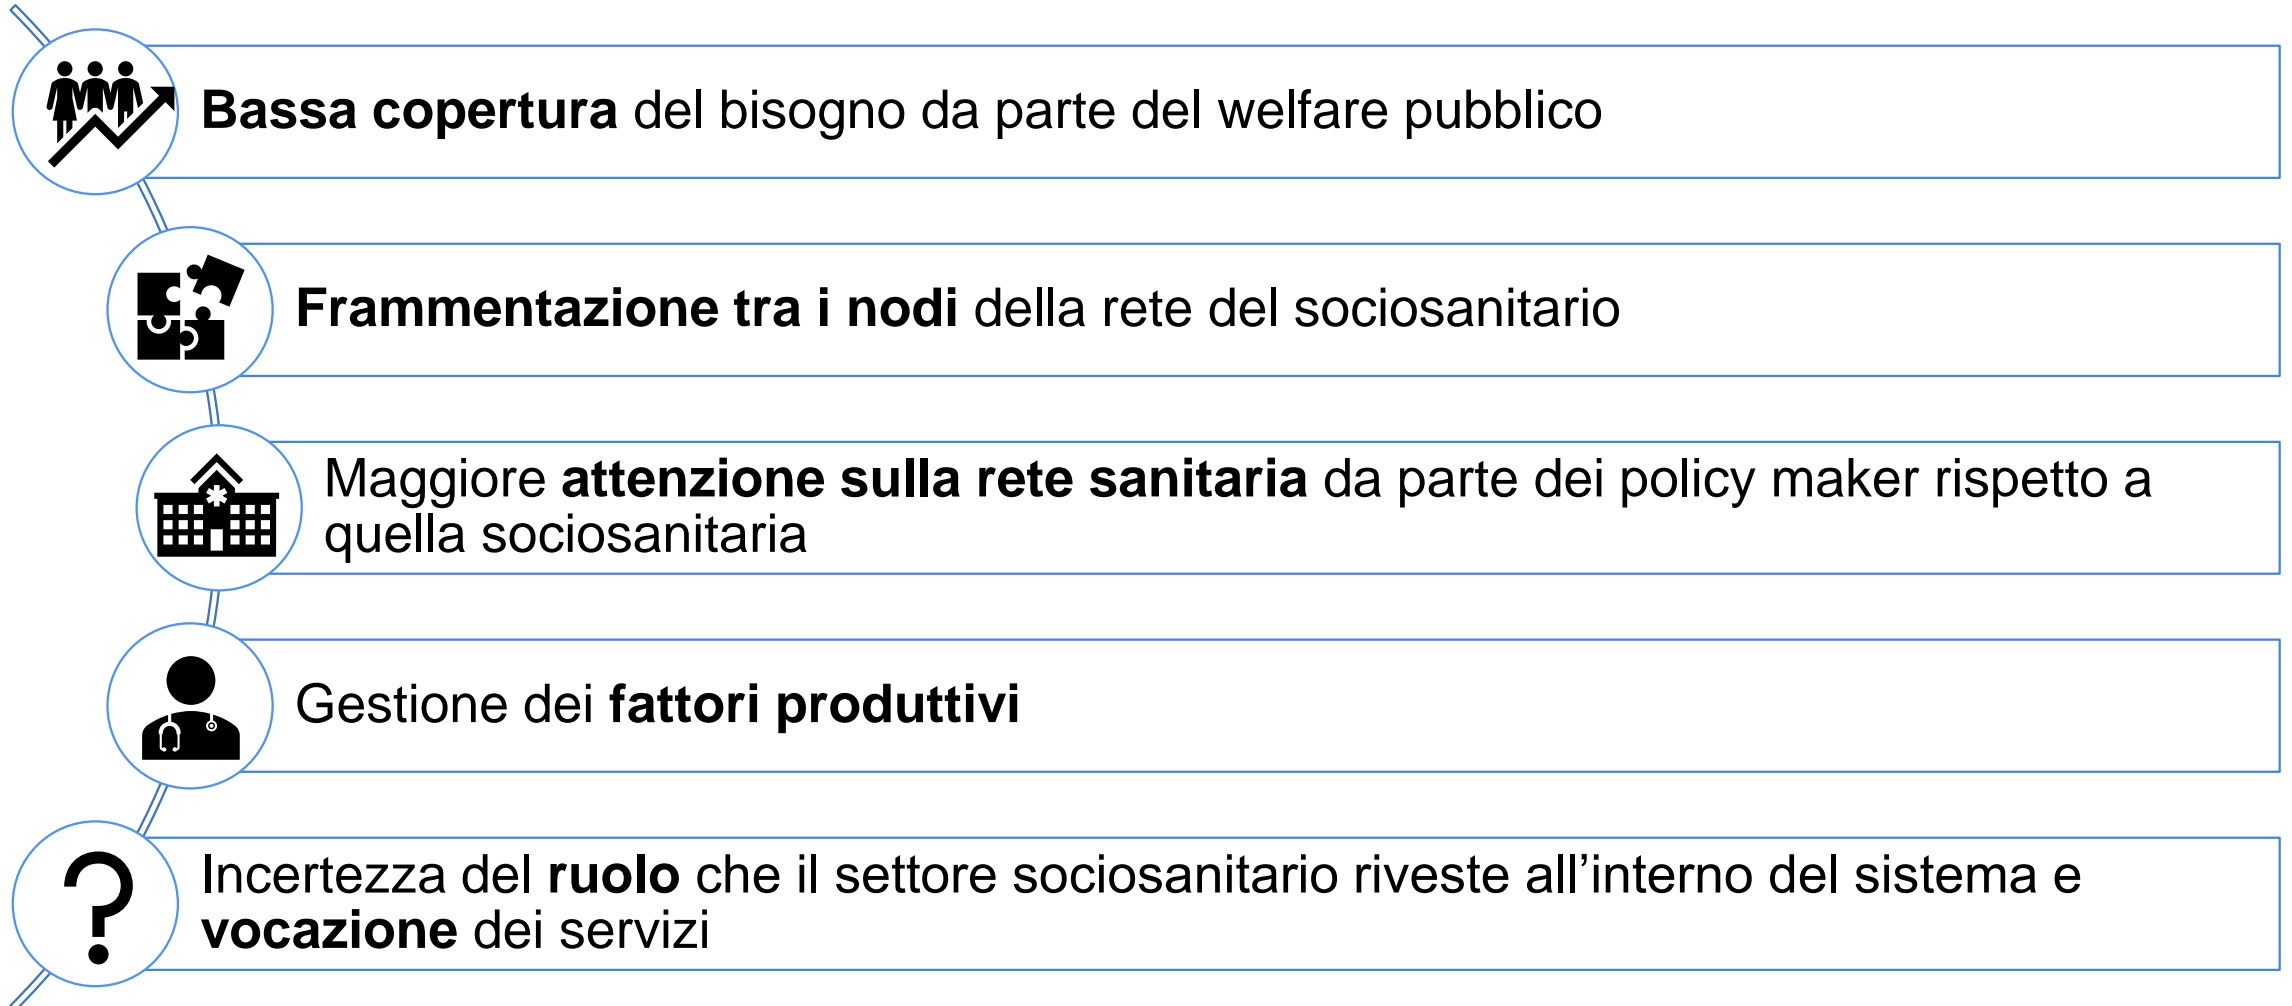 Bassa copertura del bisogno da parte del welfare pubblico
Frammentazione tra i nodi della rete del sociosanitario
Maggiore attenzione sulla rete sanitaria da parte dei policy maker rispetto a
quella sociosanitaria
Gestione dei fattori produttivi
Incertezza del ruolo che il settore sociosanitario riveste all’interno del sistema e
vocazione dei servizi